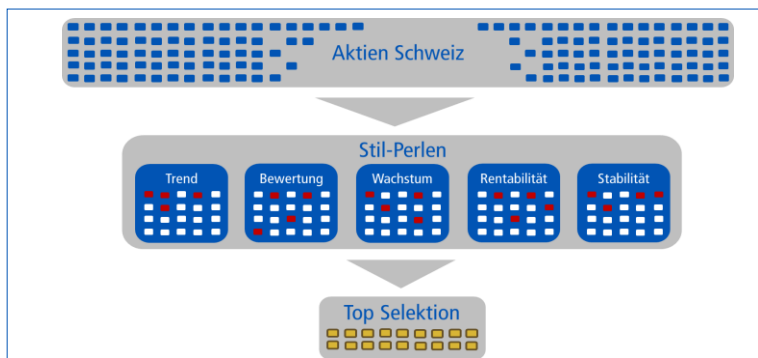 Aktien Schweiz
Stil-Perlen
Trend
Bewertung
Wachstum
Rentabilität
Stabilität
Top Selektion